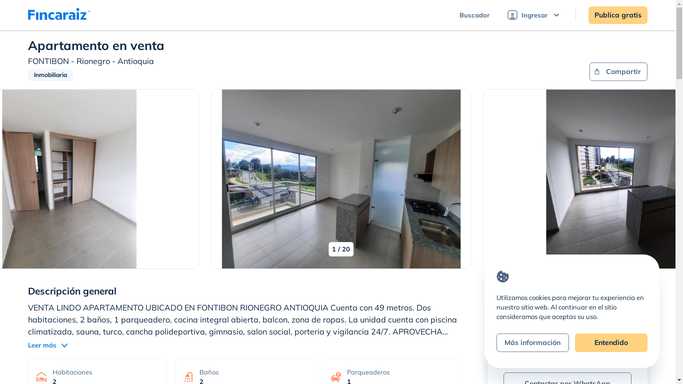 Fincaraíz
Buscador
Ingresar
Publica gratis
Apartamento en venta
FONTIBON - Rionegro - Antioquia
Inmobiliaria
Compartir
1 / 20
Descripción general
VENTA LINDO APARTAMENTO UBICADO EN FONTIBON RIONEGRO ANTIOQUIA Cuenta con 49 metros. Dos
habitaciones, 2 baños, 1 parqueadero, cocina integral abierta, balcon, zona de ropas. La unidad cuenta con piscina
climatizada, sauna, turco, cancha polideportiva, gimnasio, salon social, porteria y vigilancia 24/7. APROVECHA...
Leer más
Habitaciones
2
Baños
2
Parqueaderos
1
Utilizamos cookies para mejorar tu experiencia en
nuestro sitio web. Al continuar en el sitio
consideramos que aceptas su uso.
Más información
Entendido
Contactar por WhatsApp